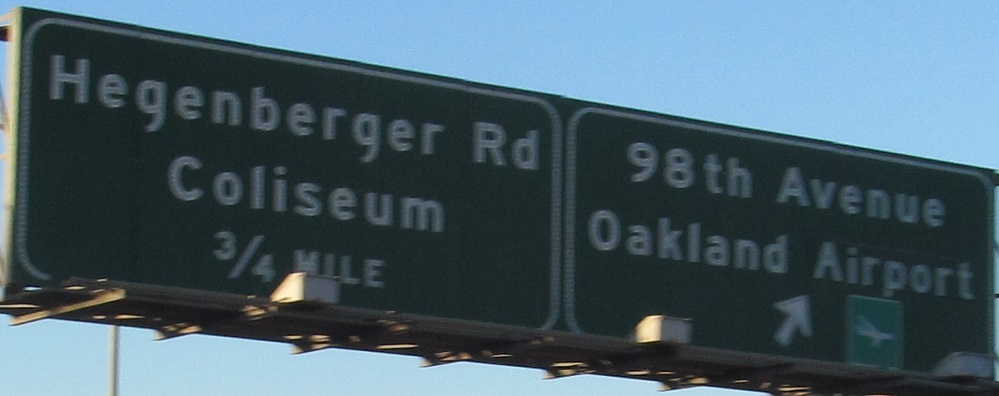 Hegenberger Rd
Coliseum
3/4 MILE
98th Avenue
Oakland Airport